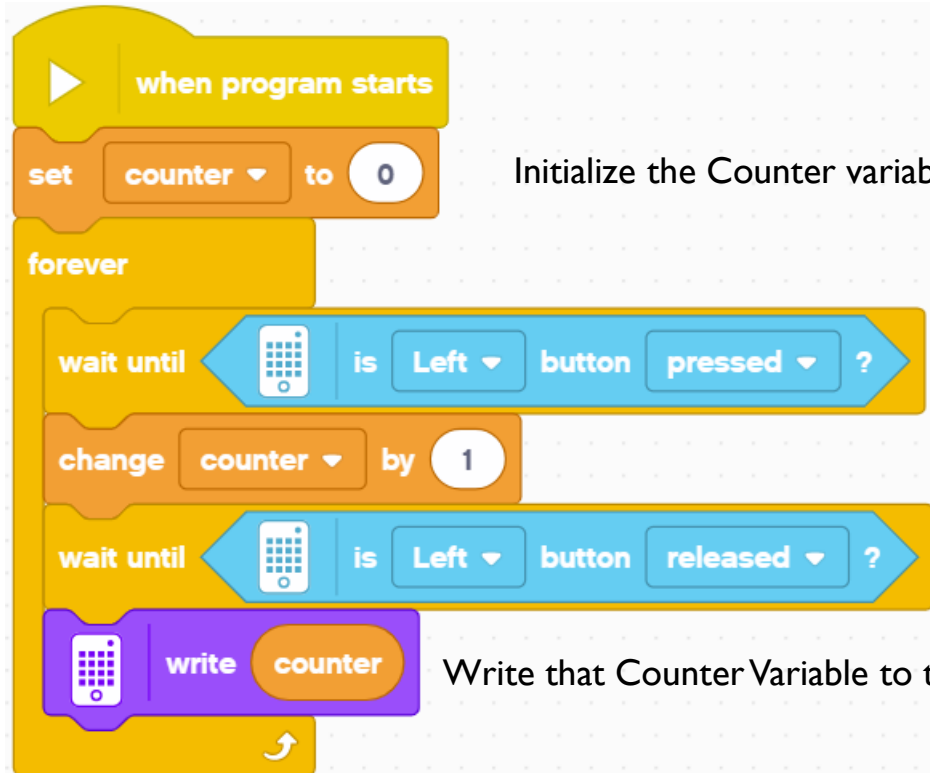 when program starts
set counter to 0
Initialize the Counter
forever
wait until is Left button pressed ?
change counter by 1
wait until is Left button released ?
write counter
Write that Counter Variable to